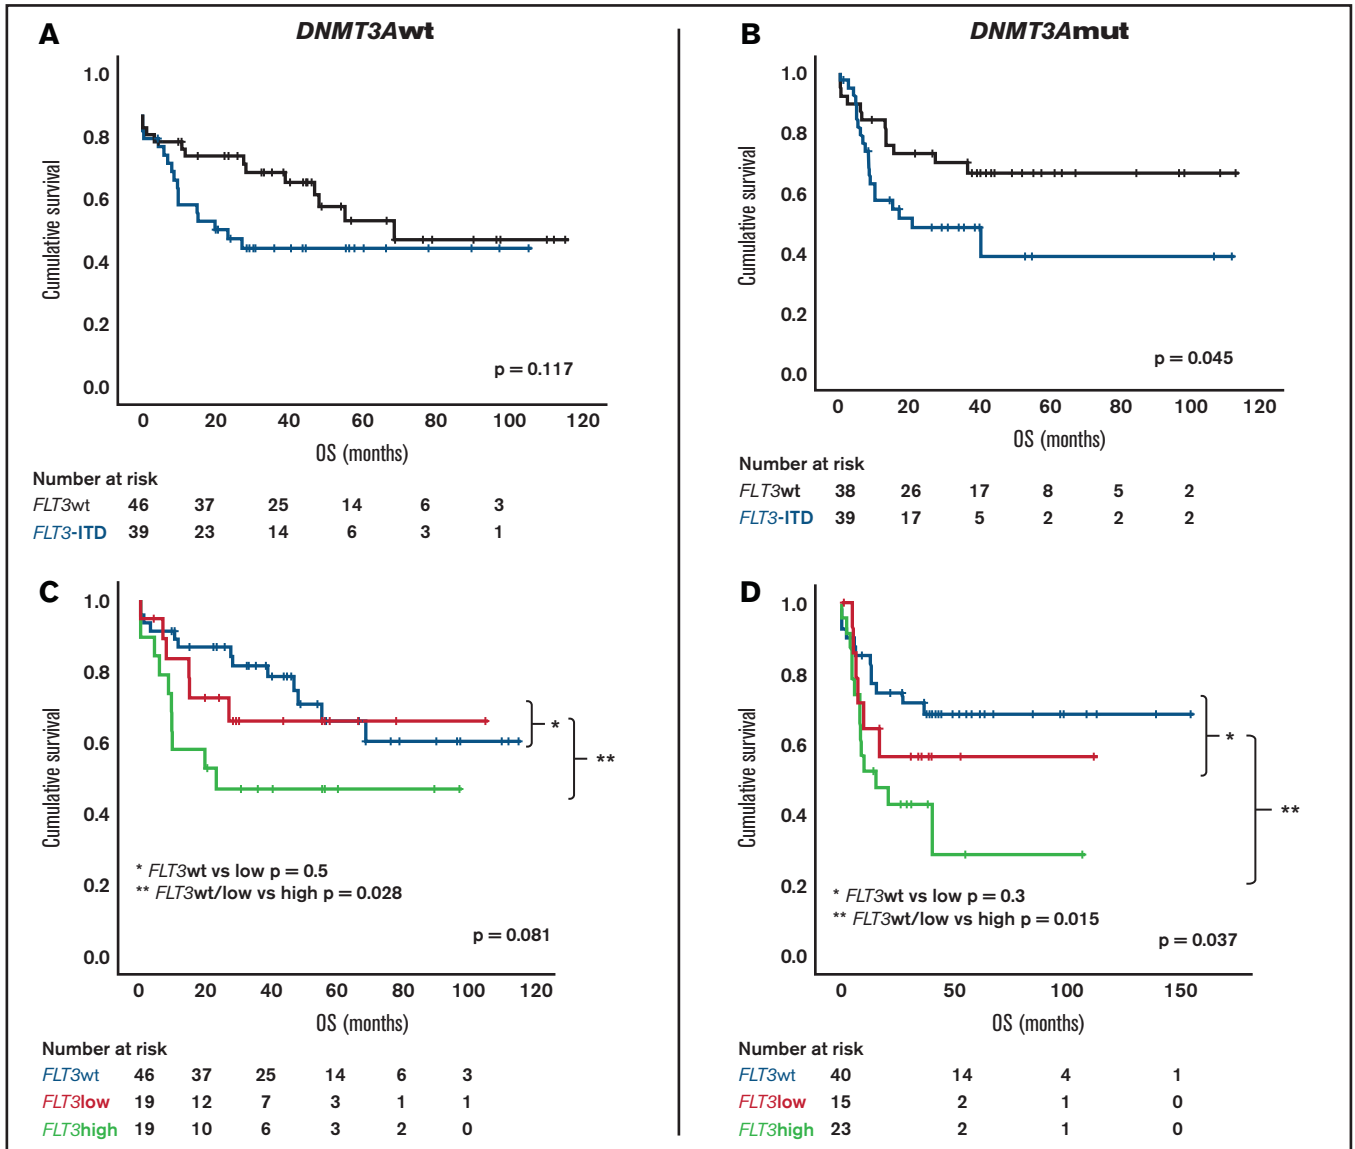 A
DNMT3Awt
1.0
0.8
0.6
0.4
0.2
0.0
Cumulative survival
p = 0.117
0 20 40 60 80 100 120
OS (months)
Number at risk
FLT3wt 46 37 25 14 6 3
FLT3-ITD 39 23 14 6 3 1
B
DNMT3Amut
1.0
0.8
0.6
0.4
0.2
0.0
Cumulative survival
p = 0.045
0 20 40 60 80 100 120
OS (months)
Number at risk
FLT3wt 38 26 17 8 5 2
FLT3-ITD 39 17 5 2 2 2
C
1.0
0.8
0.6
0.4
0.2
0.0
Cumulative survival
*
**
* FLT3wt vs low p = 0.5
** FLT3wt/low vs high p = 0.028
p = 0.081
0 20 40 60 80 100 120
OS (months)
Number at risk
FLT3wt 46 37 25 14 6 3
FLT3low 19 12 7 3 1 1
FLT3high 19 10 6 3 2 0
D
1.0
0.8
0.6
0.4
0.2
0.0
Cumulative survival
*
**
* FLT3wt vs low p = 0.3
** FLT3wt/low vs high p = 0.015
p = 0.037
0 50 100 150
OS (months)
Number at risk
FLT3wt 40 14 4 1
FLT3low 15 2 1 0
FLT3high 23 2 1 0